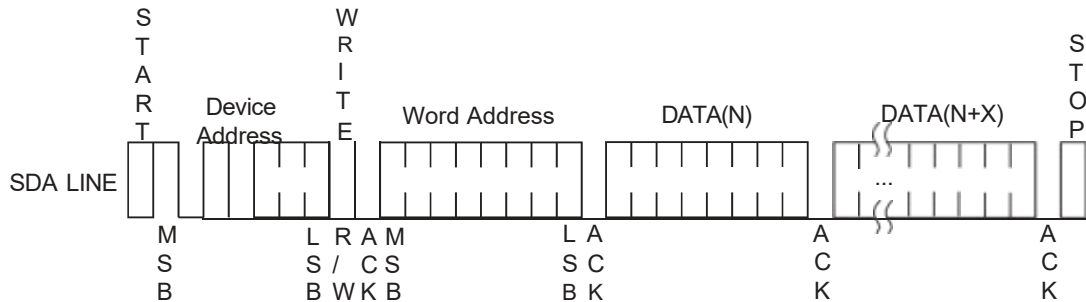 START
WRITE
STOP
Device
Address
Word Address
DATA(N)
DATA(N+X)
SDA LINE
...
MSB
LSB
R/W
ACK
MSB
LSB
ACK
ACK
ACK